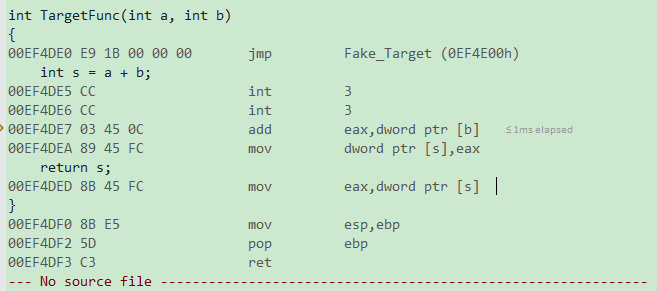 int TargetFunc(int a, int b)
{
00EF4DE0 E9 1B 00 00 00 jmp Fake_Target (0EF4E00h)
int s = a + b;
00EF4DE5 CC int 3
00EF4DE6 CC int 3
00EF4DE7 03 45 0C add eax,dword ptr [b] ≤1ms elapsed
00EF4DEA 89 45 FC mov dword ptr [s],eax
return s;
00EF4DED 8B 45 FC mov eax,dword ptr [s]
}
00EF4DF0 8B E5 mov esp,ebp
00EF4DF2 5D pop ebp
00EF4DF3 C3 ret
--- No source file -------------------------------------------------------------